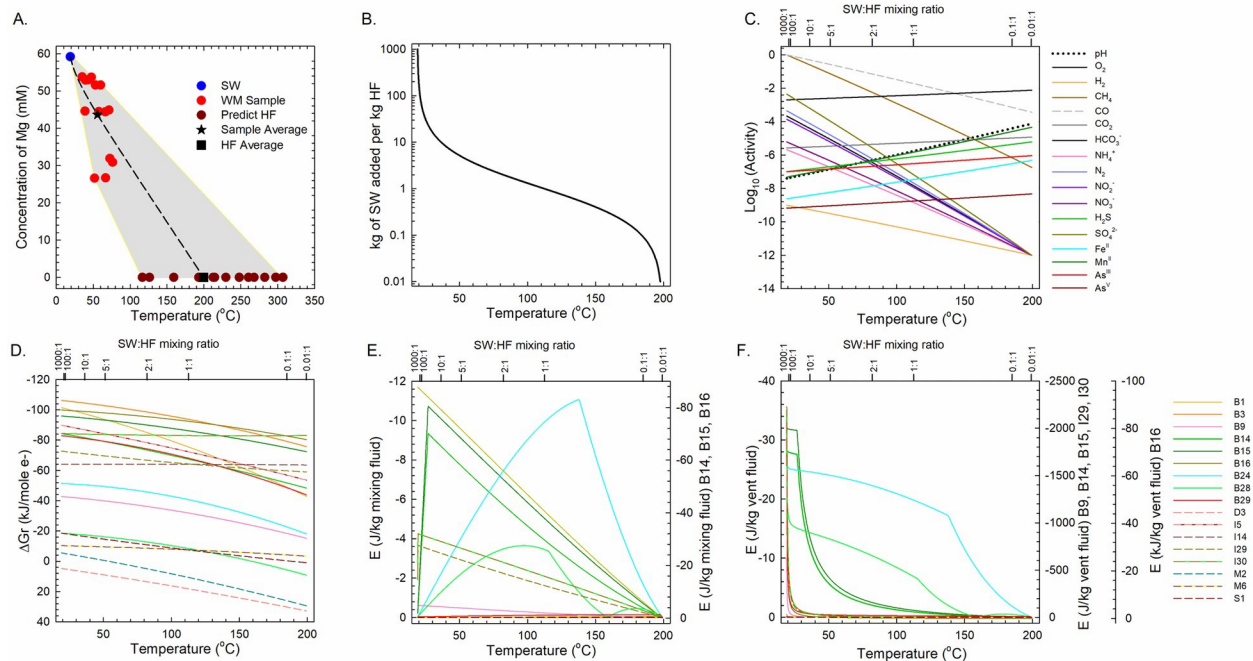 A.
Concentration of Mg (mM)
60
50
40
30
20
10
0
SW
WM Sample
Predict HF
Sample Average
HF Average
0 50 100 150 200 250 300 350
Temperature (°C)
B.
kg of SW added per kg HF
1000
100
10
1
0.1
0.01
50 100 150 200
Temperature (°C)
C.
SW:HF mixing ratio
1000:1
100:1
10:1
5:1
2:1
1:1
0.1:1
0.01:1
Log₁₀ (Activity)
0
-2
-4
-6
-8
-10
-12
-14
50 100 150 200
Temperature (°C)
pH
O₂
H₂
CH₄
CO
CO₂
HCO₃⁻
NH₄⁺
N₂
NO₂⁻
NO₃⁻
H₂S
SO₄²⁻
Feᴵᴵ
Mnᴵᴵ
Asᴵᴵᴵ
Asⱽ
D.
SW:HF mixing ratio
1000:1
100:1
10:1
5:1
2:1
1:1
0.1:1
0.01:1
ΔGr (kJ/mole e-)
-120
-100
-80
-60
-40
-20
0
20
40
50 100 150 200
Temperature (°C)
E.
SW:HF mixing ratio
1000:1
100:1
10:1
5:1
2:1
1:1
0.1:1
0.01:1
E (J/kg mixing fluid)
-12
-10
-8
-6
-4
-2
0
-80
-60
-40
-20
0
E (J/kg mixing fluid) B14, B15, B16
50 100 150 200
Temperature (°C)
F.
SW:HF mixing ratio
1000:1
100:1
10:1
5:1
2:1
1:1
0.1:1
0.01:1
E (J/kg vent fluid)
-40
-30
-20
-10
0
-2500
-2000
-1500
-1000
-500
0
E (J/kg vent fluid) B9, B14, B15, I29, I30
-100
-80
-60
-40
-20
0
E (kJ/kg vent fluid) B16
50 100 150 200
Temperature (°C)
B1
B3
B9
B14
B15
B16
B24
B28
B29
D3
I5
I14
I29
I30
M2
M6
S1